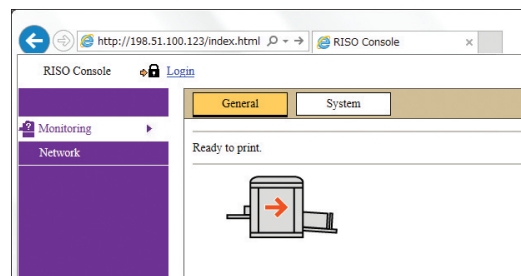 http://198.51.100.123/index.html
RISO Console
RISO Console
Login
General
System
Monitoring
Ready to print.
Network